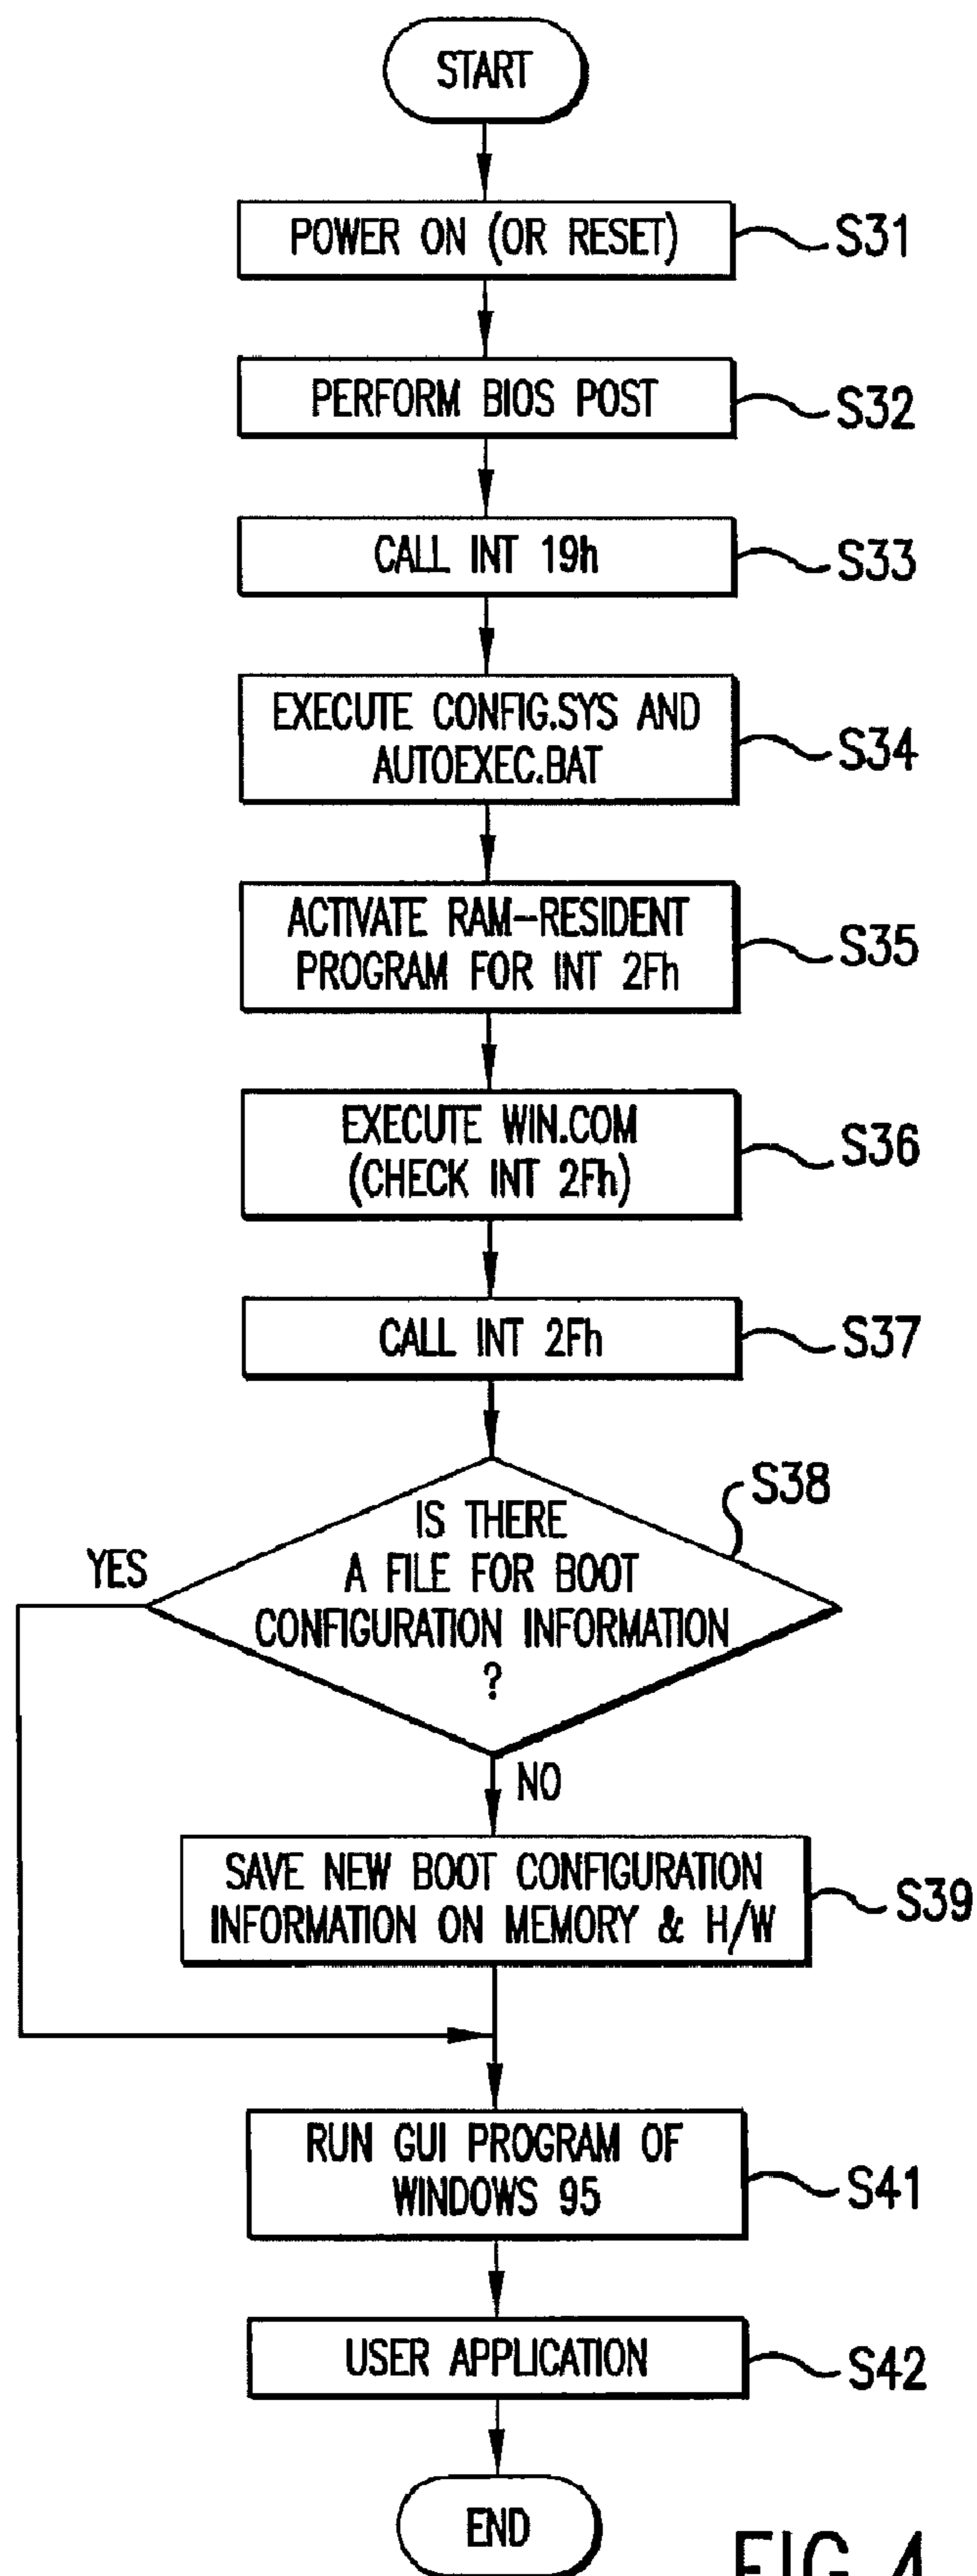 START
POWER ON (OR RESET)
S31
PERFORM BIOS POST
S32
CALL INT 19h
S33
EXECUTE CONFIG.SYS AND
AUTOEXEC.BAT
S34
ACTIVATE RAM-RESIDENT
PROGRAM FOR INT 2Fh
S35
EXECUTE WIN.COM
(CHECK INT 2Fh)
S36
CALL INT 2Fh
S37
S38
IS THERE
A FILE FOR BOOT
CONFIGURATION INFORMATION
?
YES
NO
SAVE NEW BOOT CONFIGURATION
INFORMATION ON MEMORY & H/W
S39
RUN GUI PROGRAM OF
WINDOWS 95
S41
USER APPLICATION
S42
END
FIG.4